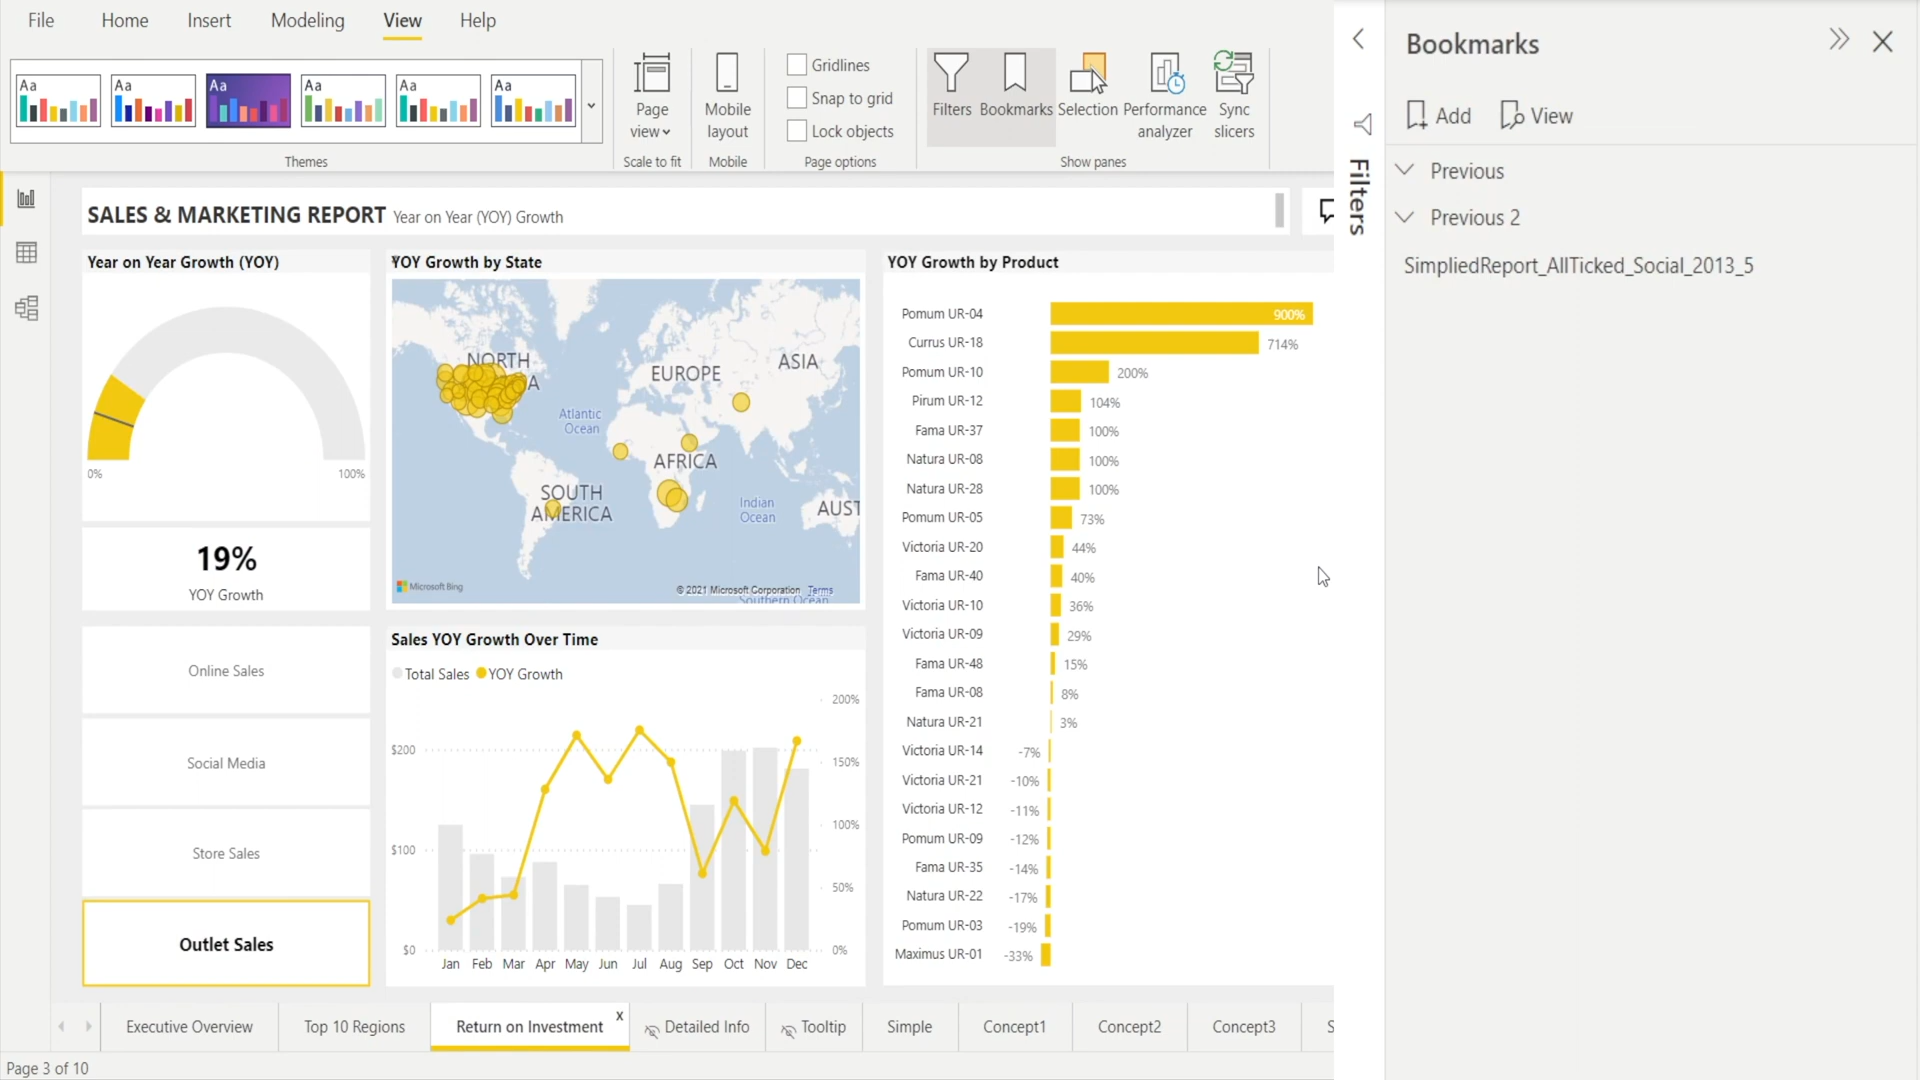 File Home Insert Modeling View Help
Aa Aa Aa Aa Aa Aa
Themes
Page view
Scale to fit
Mobile layout
Mobile
Gridlines
Snap to grid
Lock objects
Page options
Filters
Bookmarks
Selection
Performance analyzer
Sync slicers
Show panes
SALES & MARKETING REPORT Year on Year (YOY) Growth
Year on Year Growth (YOY)
0% 100%
19%
YOY Growth
Online Sales
Social Media
Store Sales
Outlet Sales
YOY Growth by State
NORTH
A
EUROPE
ASIA
Atlantic
Ocean
AFRICA
SOUTH
AMERICA
Indian
Ocean
AUST
Microsoft Bing
© 2021 Microsoft Corporation Terms
Southern Ocean
Sales YOY Growth Over Time
Total Sales YOY Growth
200%
$200
150%
100%
$100
50%
$0
0%
Jan Feb Mar Apr May Jun Jul Aug Sep Oct Nov Dec
YOY Growth by Product
Pomum UR-04 900%
Currus UR-18 714%
Pomum UR-10 200%
Pirum UR-12 104%
Fama UR-37 100%
Natura UR-08 100%
Natura UR-28 100%
Pomum UR-05 73%
Victoria UR-20 44%
Fama UR-40 40%
Victoria UR-10 36%
Victoria UR-09 29%
Fama UR-48 15%
Fama UR-08 8%
Natura UR-21 3%
Victoria UR-14 -7%
Victoria UR-21 -10%
Victoria UR-12 -11%
Pomum UR-09 -12%
Fama UR-35 -14%
Natura UR-22 -17%
Pomum UR-03 -19%
Maximus UR-01 -33%
Filters
Bookmarks
Add View
Previous
Previous 2
SimpliedReport_AllTicked_Social_2013_5
Executive Overview Top 10 Regions Return on Investment x Detailed Info Tooltip Simple Concept1 Concept2 Concept3 S
Page 3 of 10